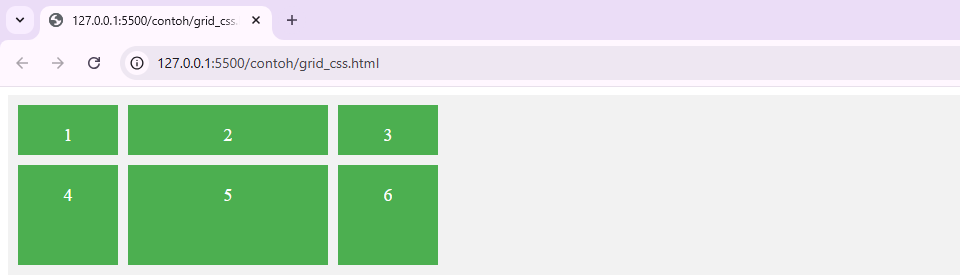 127.0.0.1:5500/contoh/grid_css
127.0.0.1:5500/contoh/grid_css.html
1 2 3
4 5 6